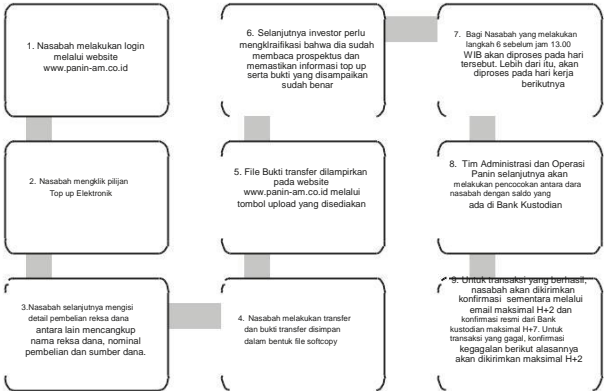 1. Nasabah melakukan login
melalui website
www.panin-am.co.id
2. Nasabah mengklik pilijan
Top up Elektronik
3.Nasabah selanjutnya mengisi
detail pembelian reksa dana
antara lain mencangkup
nama reksa dana, nominal
pembelian dan sumber dana.
4. Nasabah melakukan transfer
dan bukti transfer disimpan
dalam bentuk file softcopy
5. File Bukti transfer dilampirkan
pada website
www.panin-am.co.id melalui
tombol upload yang disediakan
6. Selanjutnya investor perlu
mengklraifikasi bahwa dia sudah
membaca prospektus dan
memastikan informasi top up
serta bukti yang disampaikan
sudah benar
7. Bagi Nasabah yang melakukan
langkah 6 sebelum jam 13.00
WIB akan diproses pada hari
tersebut. Lebih dari itu, akan
diproses pada hari kerja
berikutnya
8. Tim Administrasi dan Operasi
Panin selanjutnya akan
melakukan pencocokan antara dara
nasabah dengan saldo yang
ada di Bank Kustodian
9. Untuk transaksi yang berhasil,
nasabah akan dikirimkan
konfirmasi sementara melalui
email maksimal H+2 dan
konfirmasi resmi dari Bank
kustodian maksimal H+7. Untuk
transaksi yang gagal, konfirmasi
kegagalan berikut alasannya
akan dikirimkan maksimal H+2